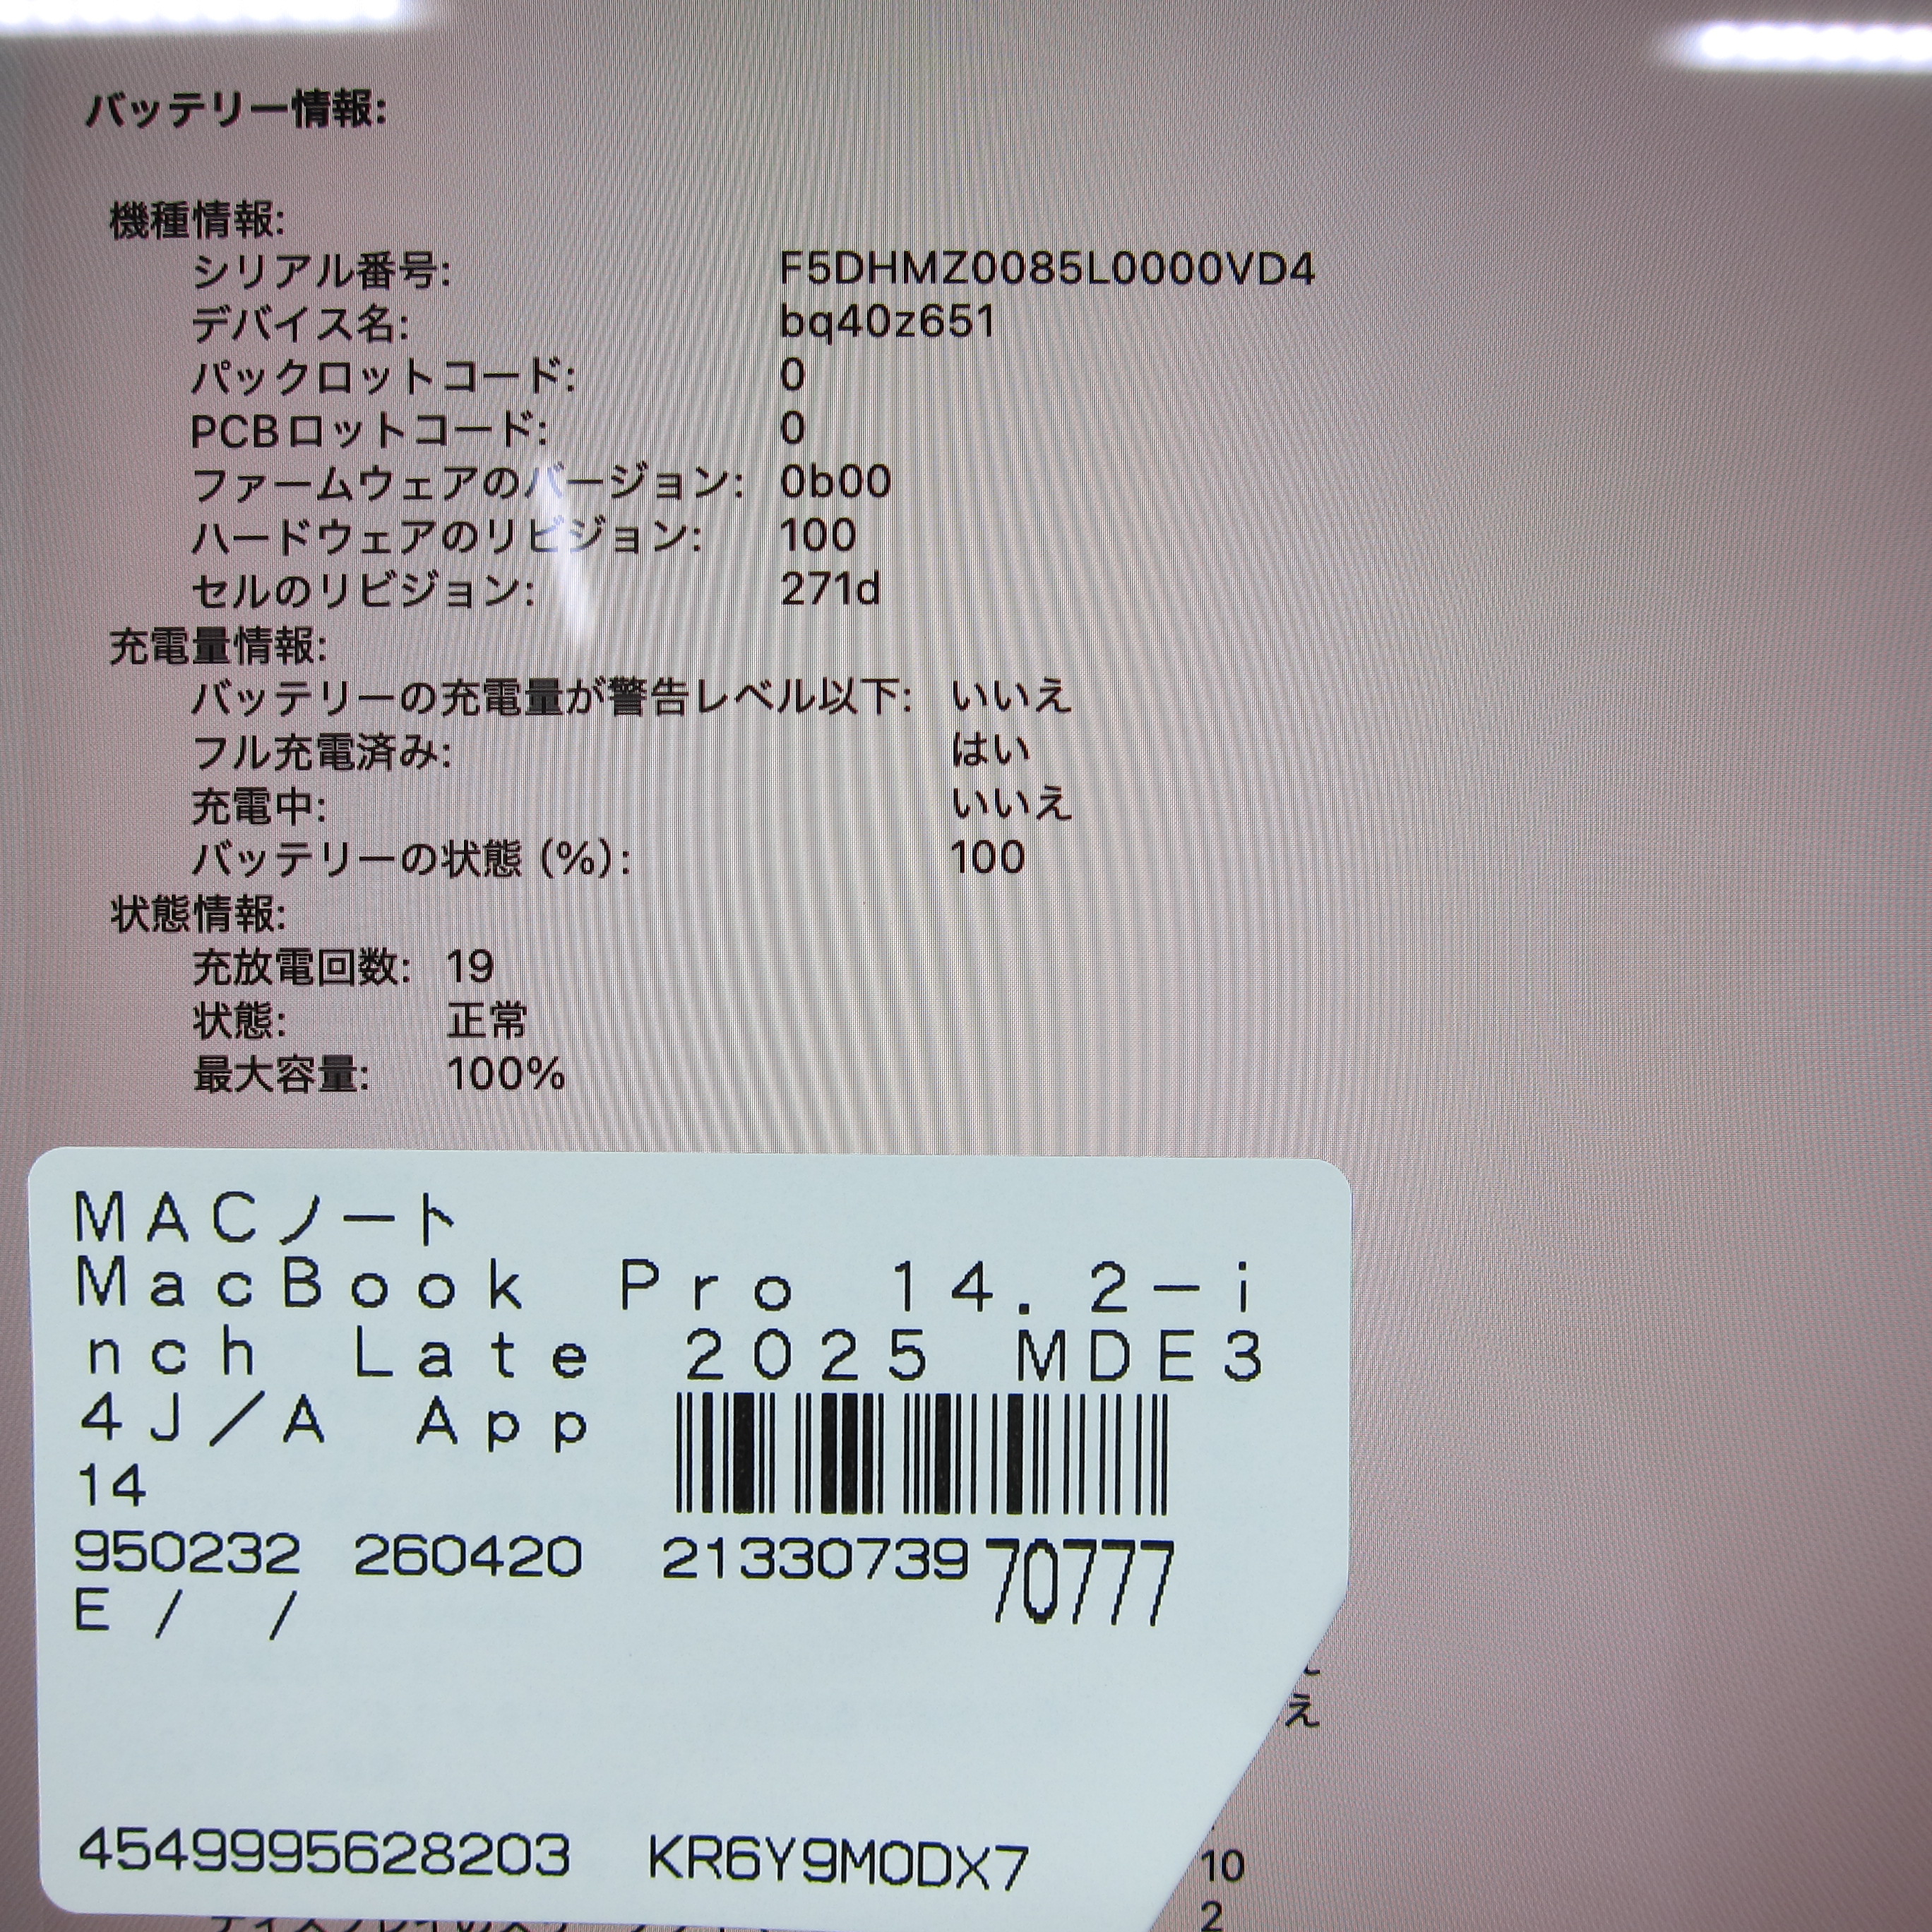 バッテリー情報:
機種情報:
シリアル番号: F5DHMZ0085L0000VD4
デバイス名: bq40z651
パックロットコード: 0
PCBロットコード: 0
ファームウェアのバージョン: 0b00
ハードウェアのリビジョン: 100
セルのリビジョン: 271d
充電量情報:
バッテリーの充電量が警告レベル以下: いいえ
フル充電済み: はい
充電中: いいえ
バッテリーの状態 (%): 100
状態情報:
充放電回数: 19
状態: 正常
最大容量: 100%
MACノート
MacBook Pro 14.2-i
nch Late 2025 MDE3
4J/A App
14
950232 260420 21330739 70777
E / /
え
4549995628203 KR6Y9M0DX7
10
2